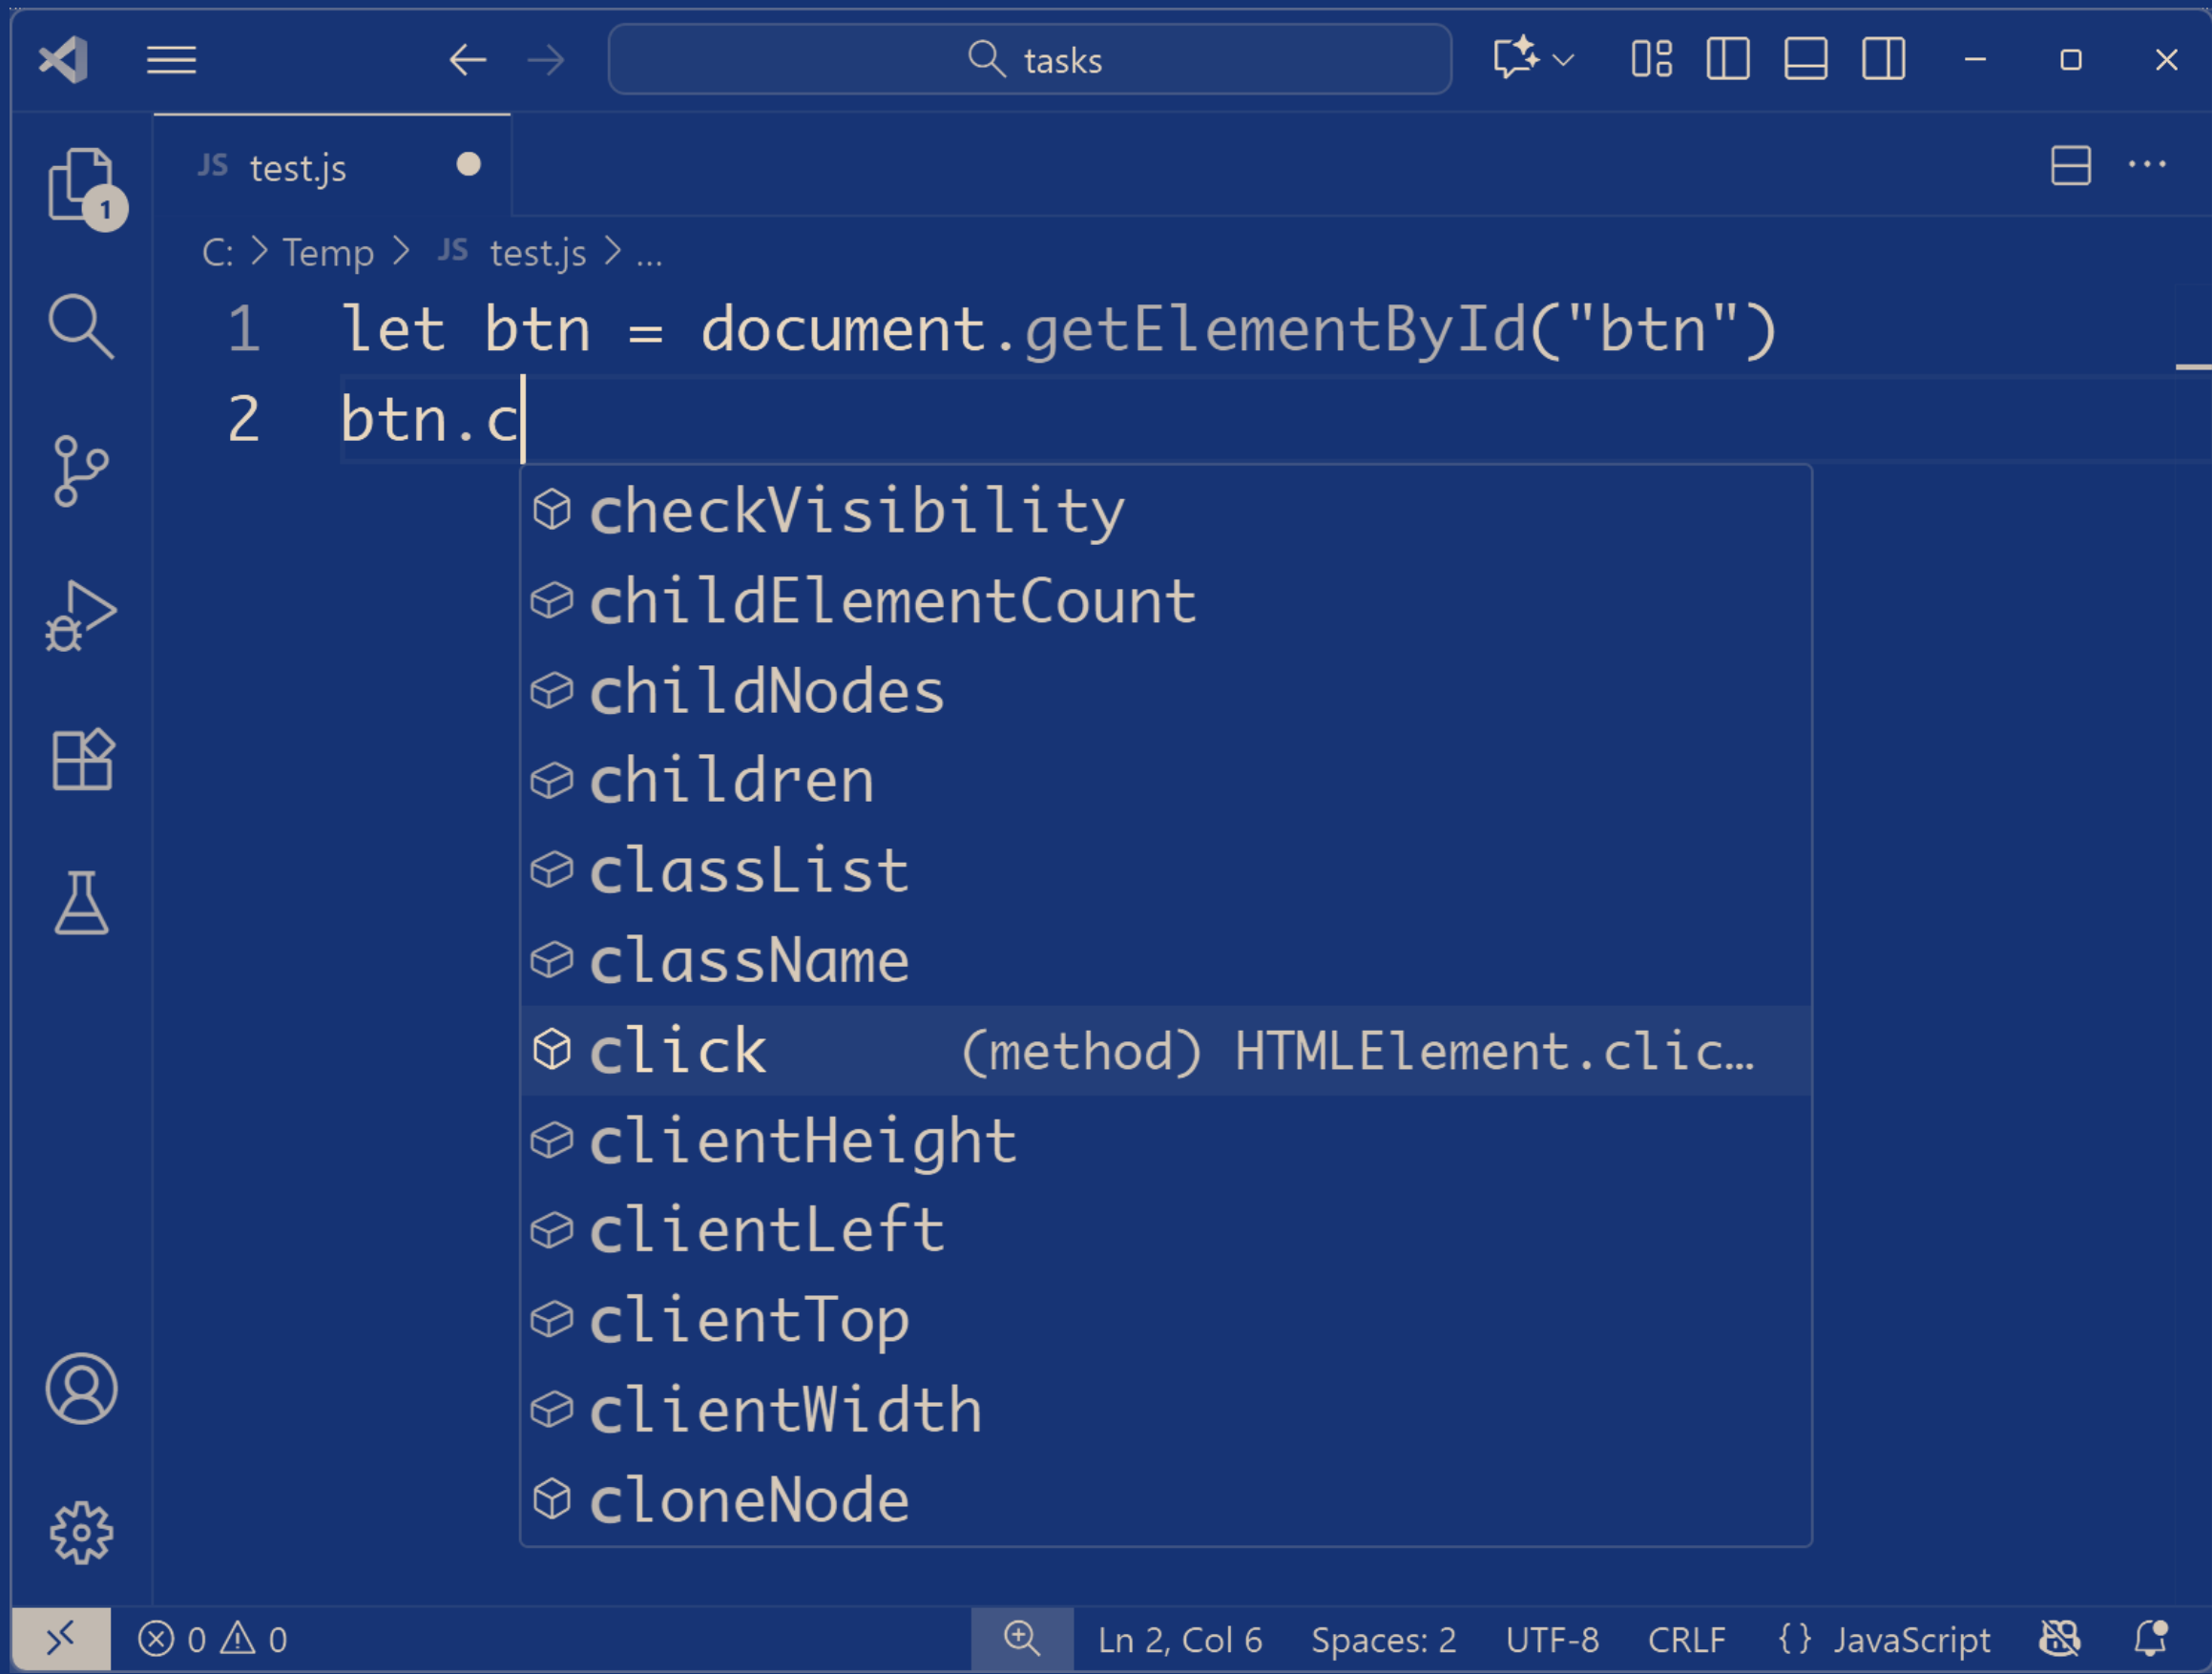 tasks
JS test.js
1
C: > Temp > JS test.js > ...
1 let btn = document.getElementById("btn")
2 btn.c
checkVisibility
childElementCount
childNodes
children
classList
className
click (method) HTMLElement.clic…
clientHeight
clientLeft
clientTop
clientWidth
cloneNode
0 0 Ln 2, Col 6 Spaces: 2 UTF-8 CRLF {} JavaScript